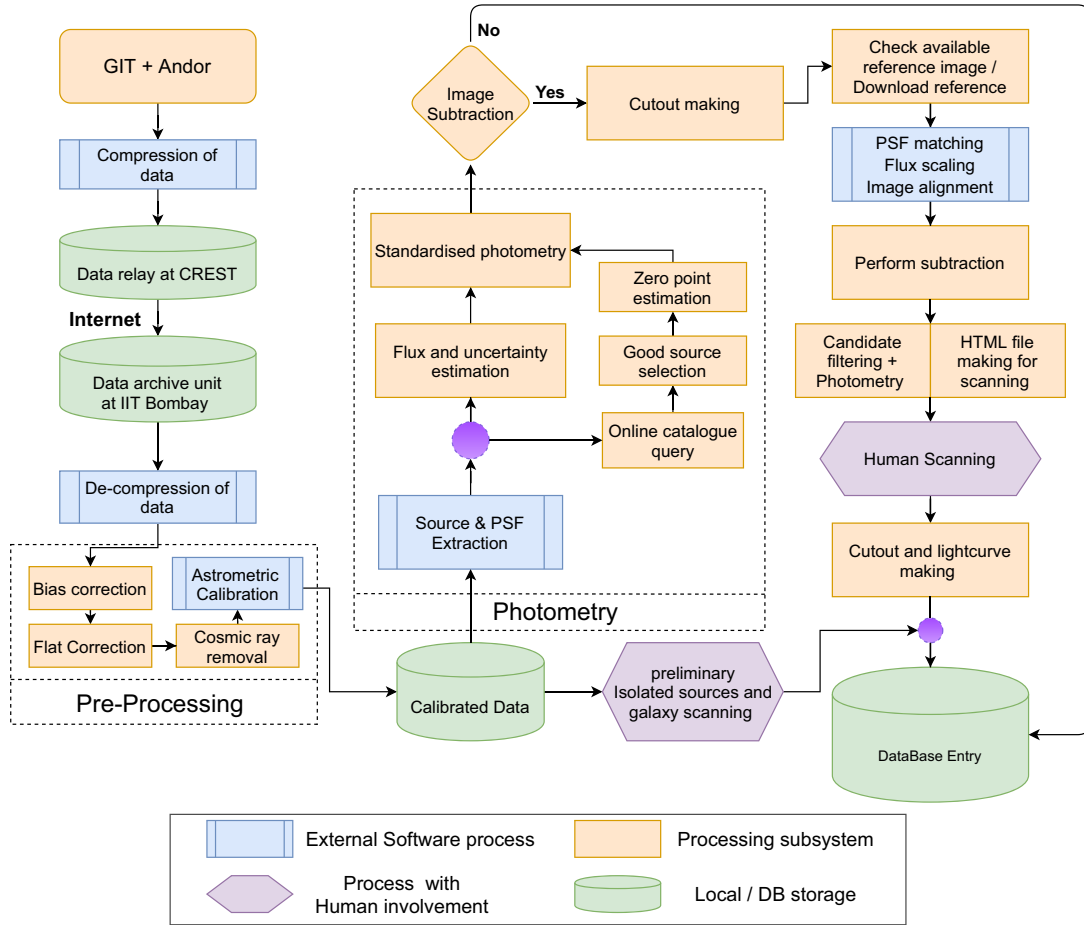 GIT + Andor
Compression of
data
Data relay at CREST
Internet
Data archive unit
at IIT Bombay
De-compression of
data
Bias correction
Flat Correction
Cosmic ray
removal
Astrometric
Calibration
Pre-Processing
Calibrated Data
preliminary
Isolated sources and
galaxy scanning
Photometry
Source & PSF
Extraction
Flux and uncertainty
estimation
Online catalogue
query
Good source
selection
Zero point
estimation
Standardised photometry
Image
Subtraction
No
Yes
Cutout making
Check available
reference image /
Download reference
PSF matching
Flux scaling
Image alignment
Perform subtraction
Candidate
filtering +
Photometry
HTML file
making for
scanning
Human Scanning
Cutout and lightcurve
making
DataBase Entry
External Software process
Processing subsystem
Process with
Human involvement
Local / DB storage